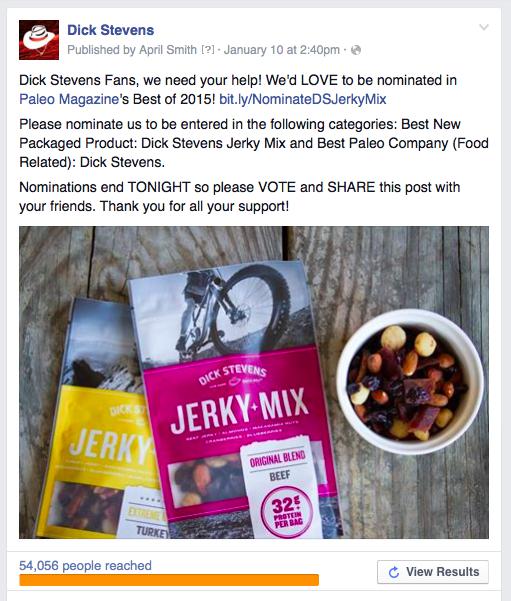 Dick Stevens
Published by April Smith [?] · January 10 at 2:40pm ·
Dick Stevens Fans, we need your help! We'd LOVE to be nominated in
Paleo Magazine's Best of 2015! bit.ly/NominateDSJerkyMix
Please nominate us to be entered in the following categories: Best New
Packaged Product: Dick Stevens Jerky Mix and Best Paleo Company (Food
Related): Dick Stevens.
Nominations end TONIGHT so please VOTE and SHARE this post with
your friends. Thank you for all your support!
DICK STEVENS
JERKY+MIX
BEEF JERKY · ALMONDS · MACADAMIA NUTS
CRANBERRIES · BLUEBERRIES
ORIGINAL BLEND
BEEF
32g
PROTEIN
PER BAG
DICK ST
JERKY
EXTREME
TURKEY
54,056 people reached
View Results